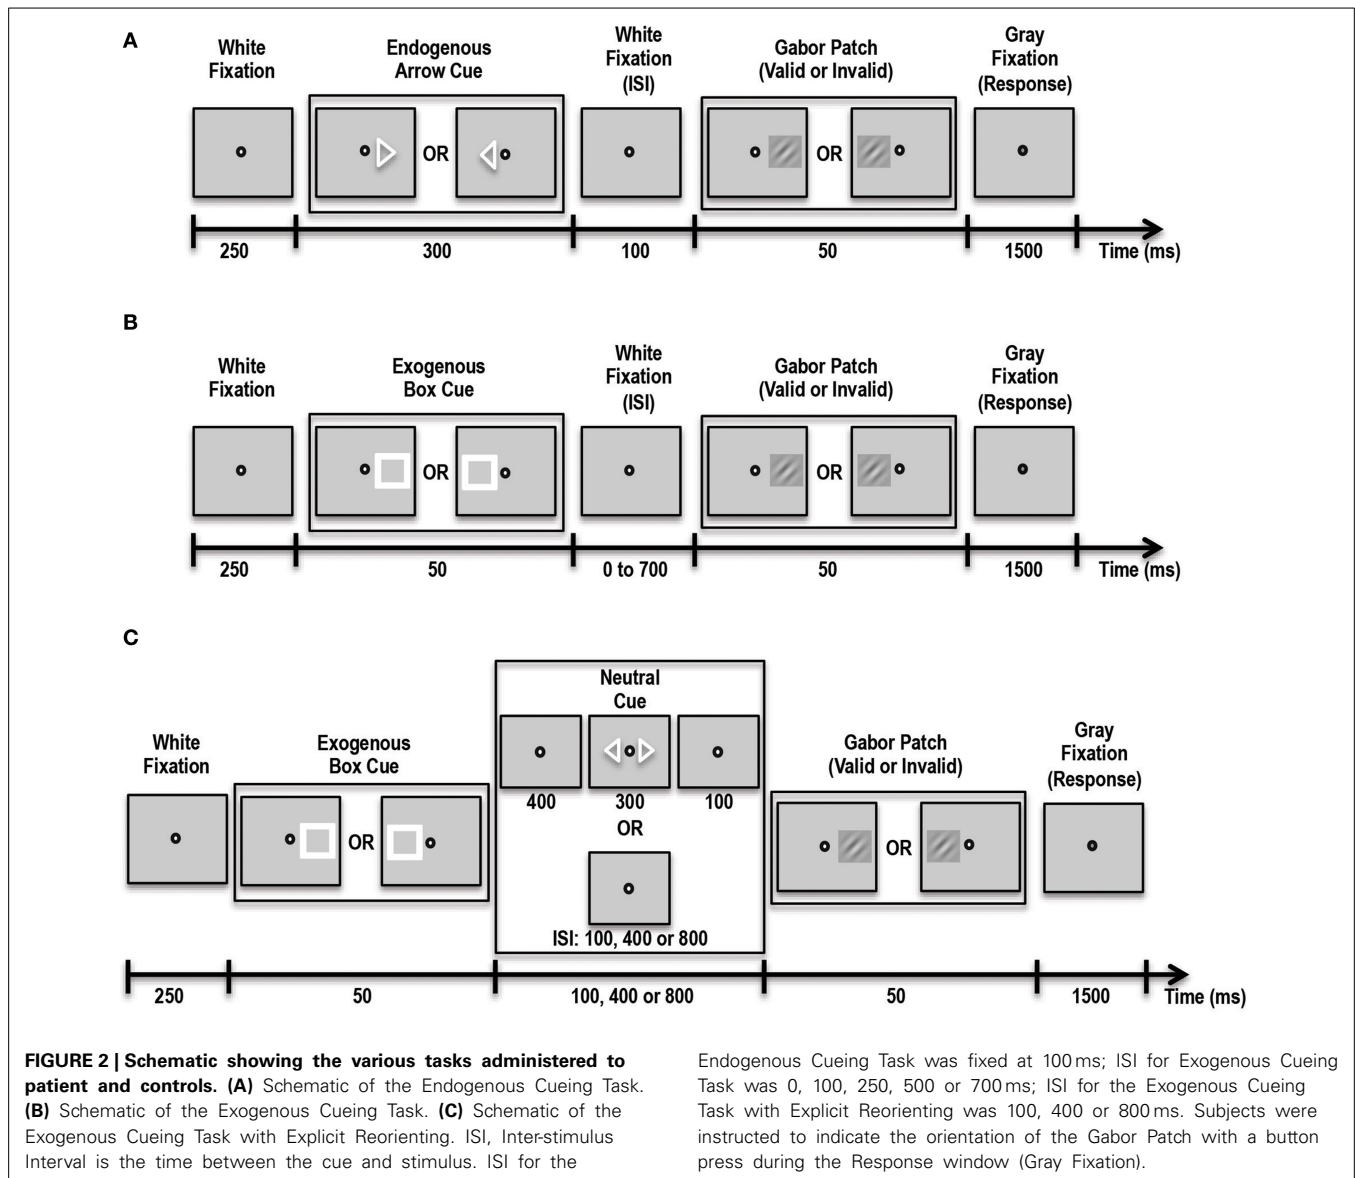 A
White
Fixation
Endogenous
Arrow Cue
White
Fixation
(ISI)
Gabor Patch
(Valid or Invalid)
Gray
Fixation
(Response)
OR
OR
250
300
100
50
1500
Time (ms)
B
White
Fixation
Exogenous
Box Cue
White
Fixation
(ISI)
Gabor Patch
(Valid or Invalid)
Gray
Fixation
(Response)
OR
OR
250
50
0 to 700
50
1500
Time (ms)
C
White
Fixation
Exogenous
Box Cue
Neutral
Cue
400
300
100
OR
ISI: 100, 400 or 800
Gabor Patch
(Valid or Invalid)
Gray
Fixation
(Response)
OR
OR
250
50
100, 400 or 800
50
1500
Time (ms)
FIGURE 2 | Schematic showing the various tasks administered to
patient and controls. (A) Schematic of the Endogenous Cueing Task.
(B) Schematic of the Exogenous Cueing Task. (C) Schematic of the
Exogenous Cueing Task with Explicit Reorienting. ISI, Inter-stimulus
Interval is the time between the cue and stimulus. ISI for the
Endogenous Cueing Task was fixed at 100 ms; ISI for Exogenous Cueing
Task was 0, 100, 250, 500 or 700 ms; ISI for the Exogenous Cueing
Task with Explicit Reorienting was 100, 400 or 800 ms. Subjects were
instructed to indicate the orientation of the Gabor Patch with a button
press during the Response window (Gray Fixation).